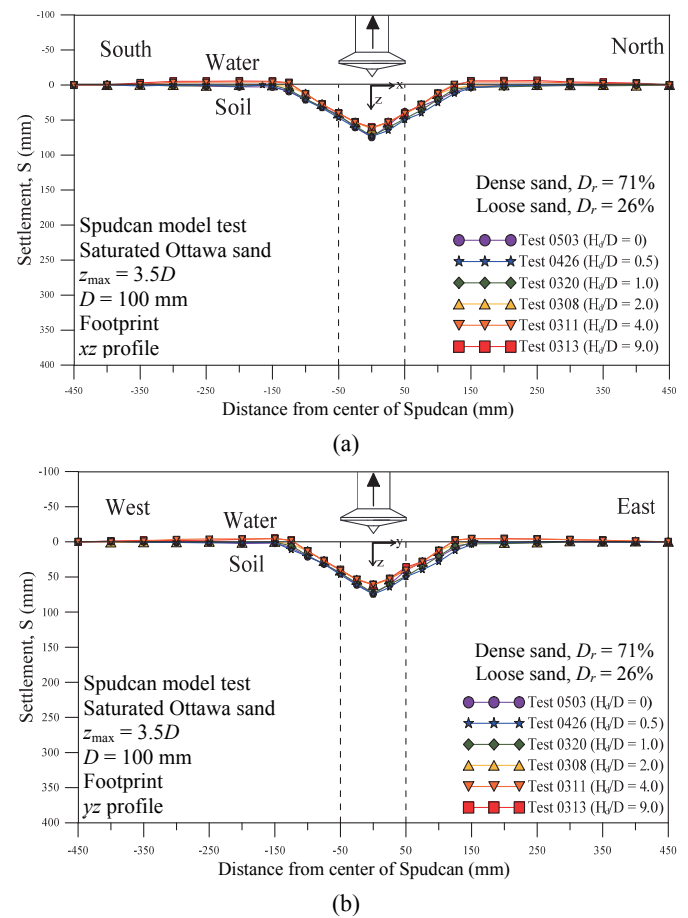 -100
-50
0
50
100
150
200
250
300
350
400
Settlement, S (mm)
South
North
Water
Soil
x
z
Dense sand, Dr = 71%
Loose sand, Dr = 26%
Spudcan model test
Saturated Ottawa sand
zmax = 3.5D
D = 100 mm
Footprint
xz profile
Test 0503 (Hd/D = 0)
Test 0426 (Hd/D = 0.5)
Test 0320 (Hd/D = 1.0)
Test 0308 (Hd/D = 2.0)
Test 0311 (Hd/D = 4.0)
Test 0313 (Hd/D = 9.0)
-450 -350 -250 -150 -50 50 150 250 350 450
Distance from center of Spudcan (mm)
(a)
-100
-50
0
50
100
150
200
250
300
350
400
Settlement, S (mm)
West
East
Water
Soil
y
z
Dense sand, Dr = 71%
Loose sand, Dr = 26%
Spudcan model test
Saturated Ottawa sand
zmax = 3.5D
D = 100 mm
Footprint
yz profile
Test 0503 (Hd/D = 0)
Test 0426 (Hd/D = 0.5)
Test 0320 (Hd/D = 1.0)
Test 0308 (Hd/D = 2.0)
Test 0311 (Hd/D = 4.0)
Test 0313 (Hd/D = 9.0)
-450 -350 -250 -150 -50 50 150 250 350 450
Distance from center of Spudcan (mm)
(b)